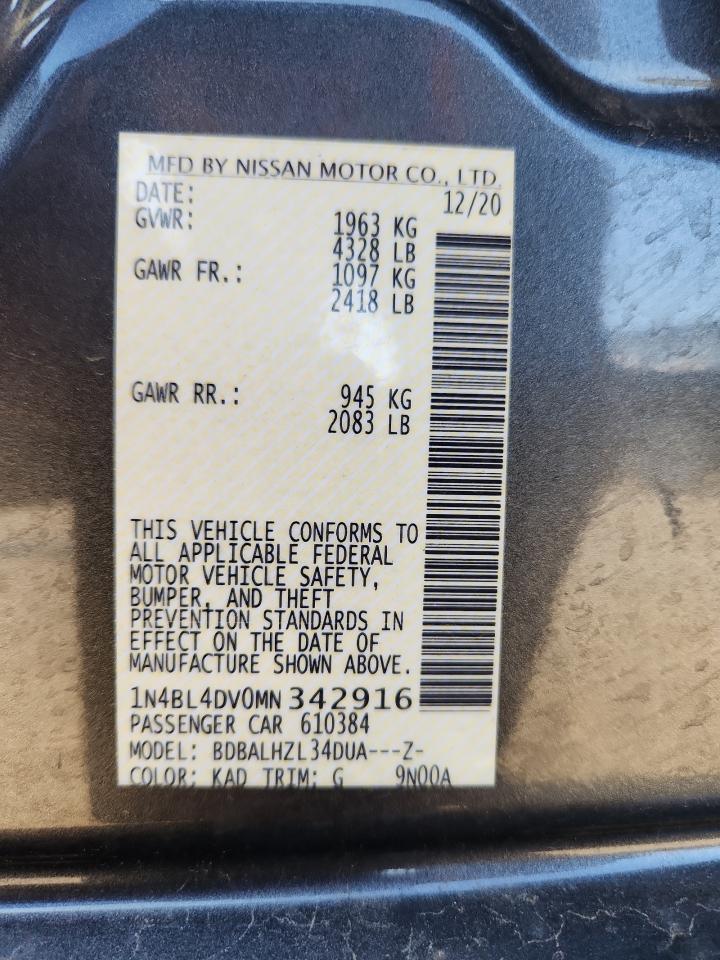 MFD BY NISSAN MOTOR CO., LTD.
DATE: 12/20
GVWR: 1963 KG
4328 LB
GAWR FR.: 1097 KG
2418 LB
GAWR RR.: 945 KG
2083 LB
THIS VEHICLE CONFORMS TO
ALL APPLICABLE FEDERAL
MOTOR VEHICLE SAFETY,
BUMPER, AND THEFT
PREVENTION STANDARDS IN
EFFECT ON THE DATE OF
MANUFACTURE SHOWN ABOVE.
1N4BL4DV0MN 342916
PASSENGER CAR 610384
MODEL: BDBALHZL34DUA---Z-
COLOR: KAD TRIM: G 9N00A